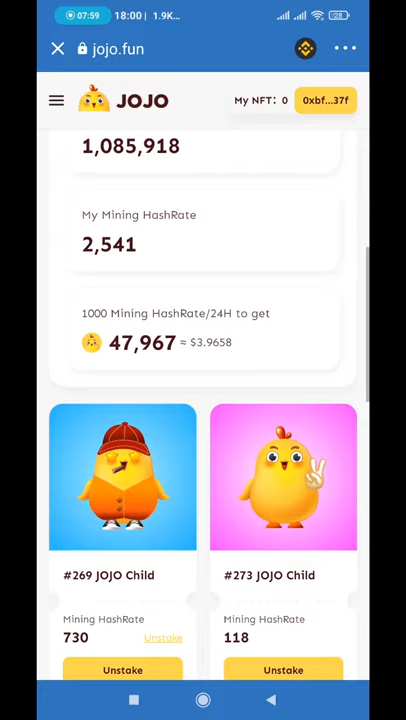 07:59 18:00 | 1.9K... 28
jojo.fun
JOJO My NFT: 0 0xbf...37f
1,085,918
My Mining HashRate
2,541
1000 Mining HashRate/24H to get
47,967 ≈ $3.9658
#269 JOJO Child #273 JOJO Child
Mining HashRate Mining HashRate
730 Unstake 118
Unstake Unstake